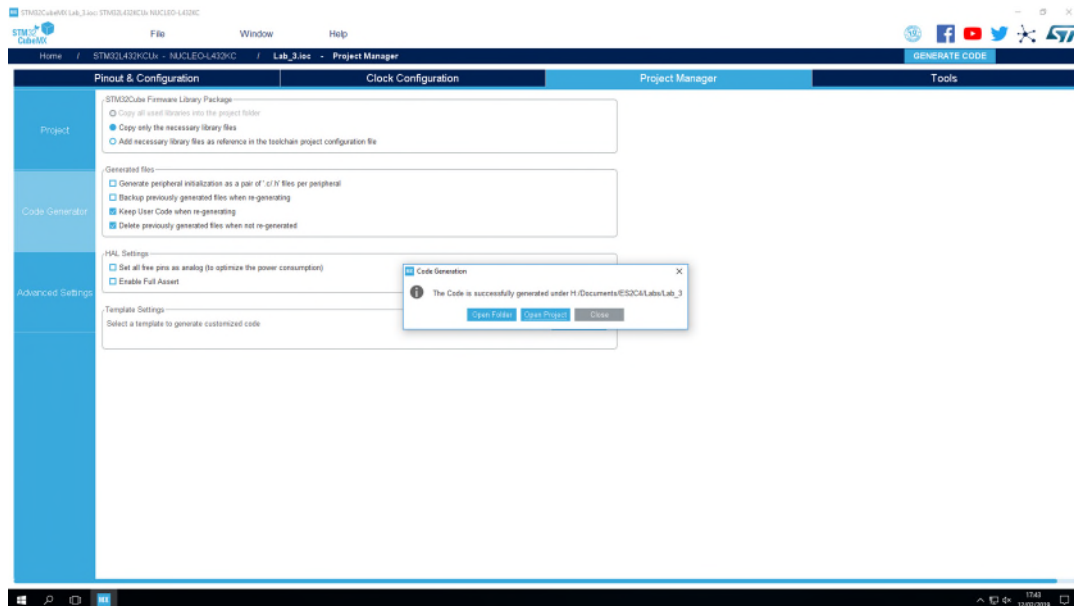 STM32CubeMX Lab_3.ioc: STM32L432KCUx NUCLEO-L432KC
STM32
CubeMX
File
Window
Help
Home / STM32L432KCUx - NUCLEO-L432KC / Lab_3.ioc - Project Manager
GENERATE CODE
Pinout & Configuration
Clock Configuration
Project Manager
Tools
Project
Code Generator
Advanced Settings
STM32Cube Firmware Library Package
Copy all used libraries into the project folder
Copy only the necessary library files
Add necessary library files as reference in the toolchain project configuration file
Generated files
Generate peripheral initialization as a pair of '.c/.h' files per peripheral
Backup previously generated files when re-generating
Keep User Code when re-generating
Delete previously generated files when not re-generated
HAL Settings
Set all free pins as analog (to optimize the power consumption)
Enable Full Assert
Template Settings
Select a template to generate customized code
MX Code Generation
The Code is successfully generated under H:/Documents/ES2C4/Labs/Lab_3
Open Folder
Open Project
Close
MX
17:43
12/02/2019